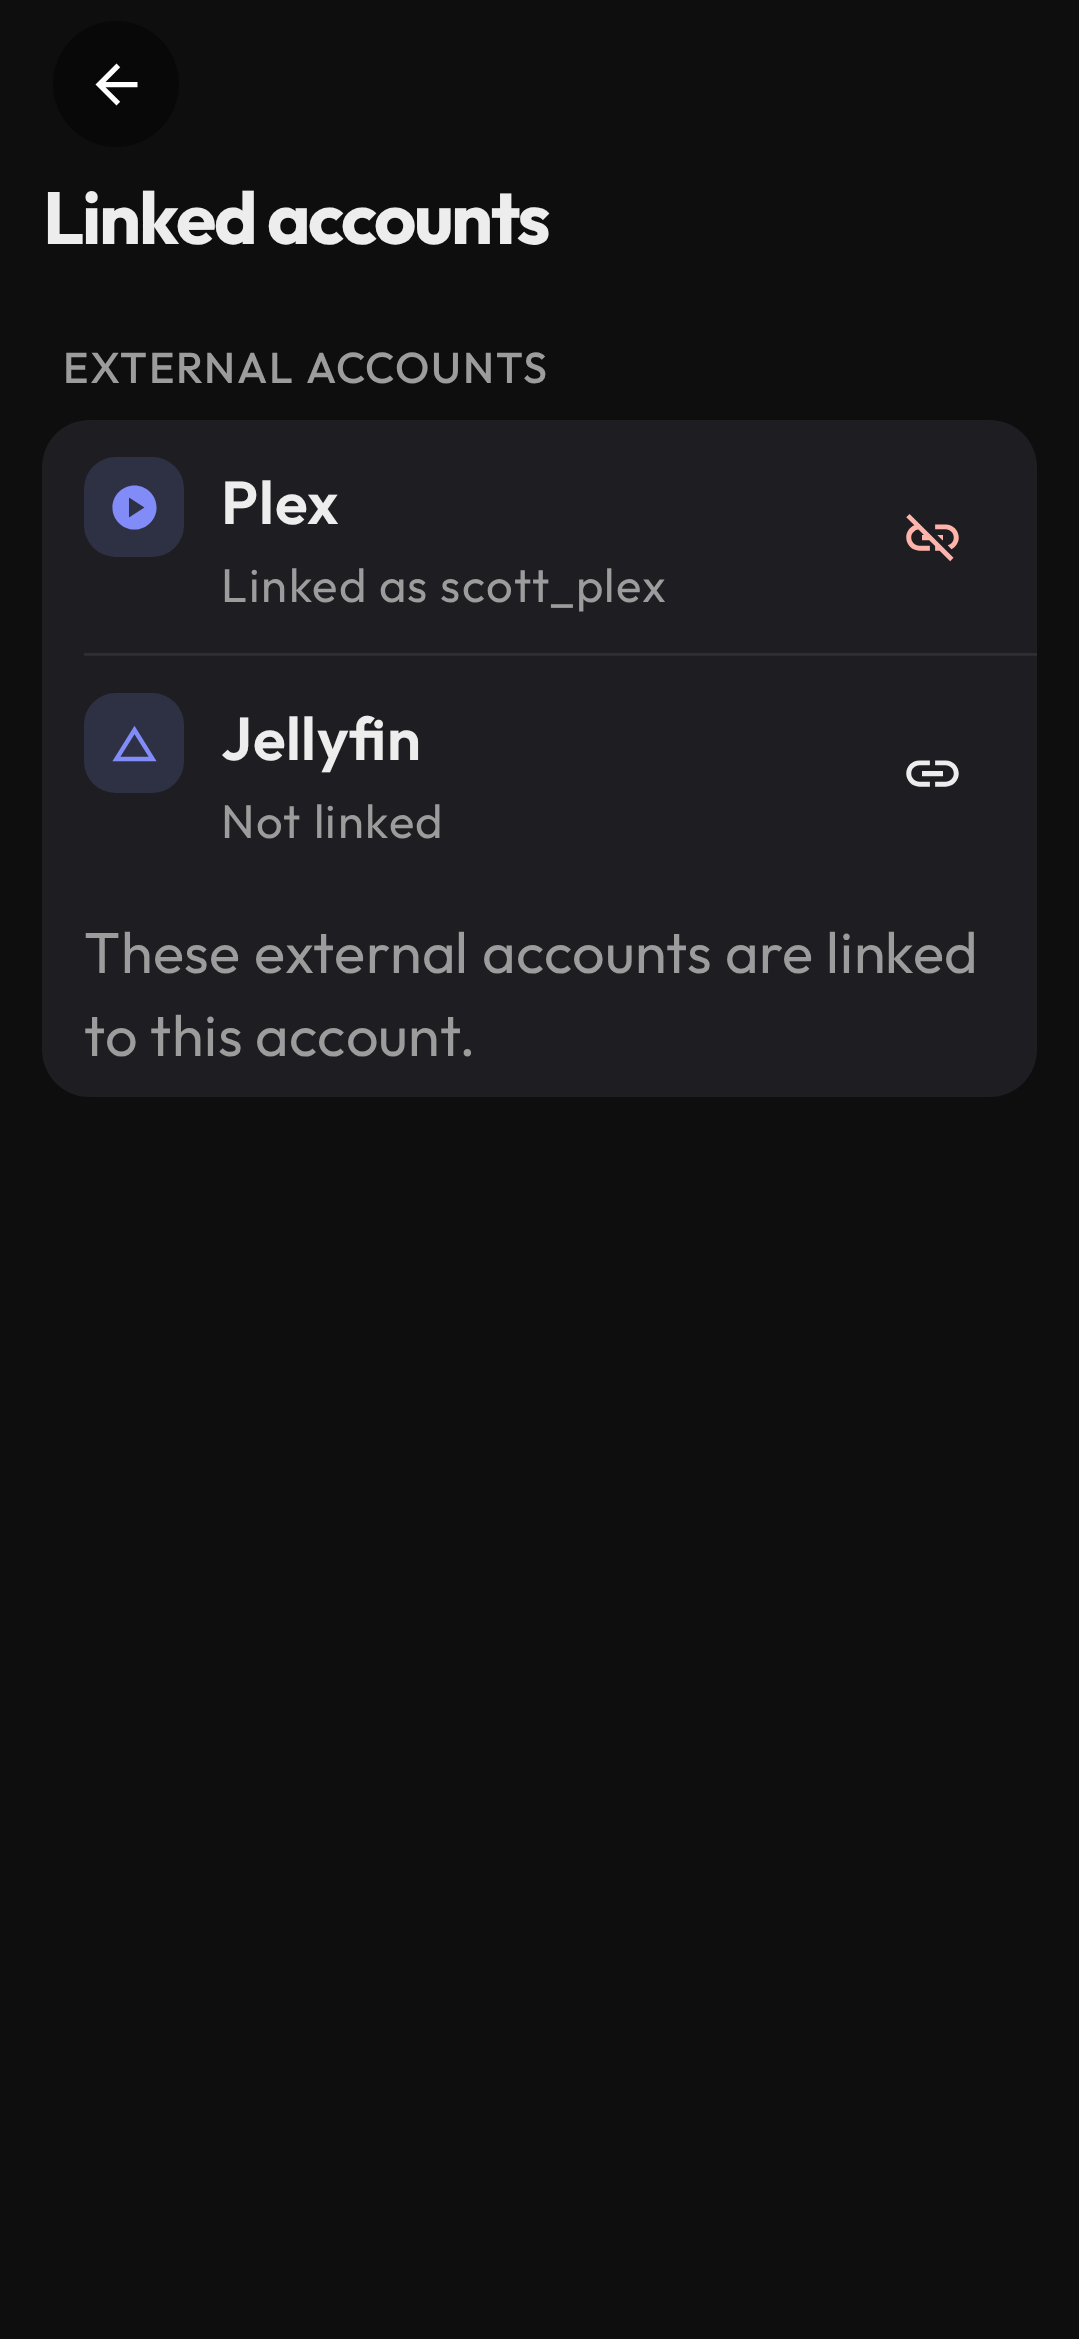 Linked accounts
EXTERNAL ACCOUNTS
Plex
Linked as scott_plex
Jellyfin
Not linked
These external accounts are linked
to this account.